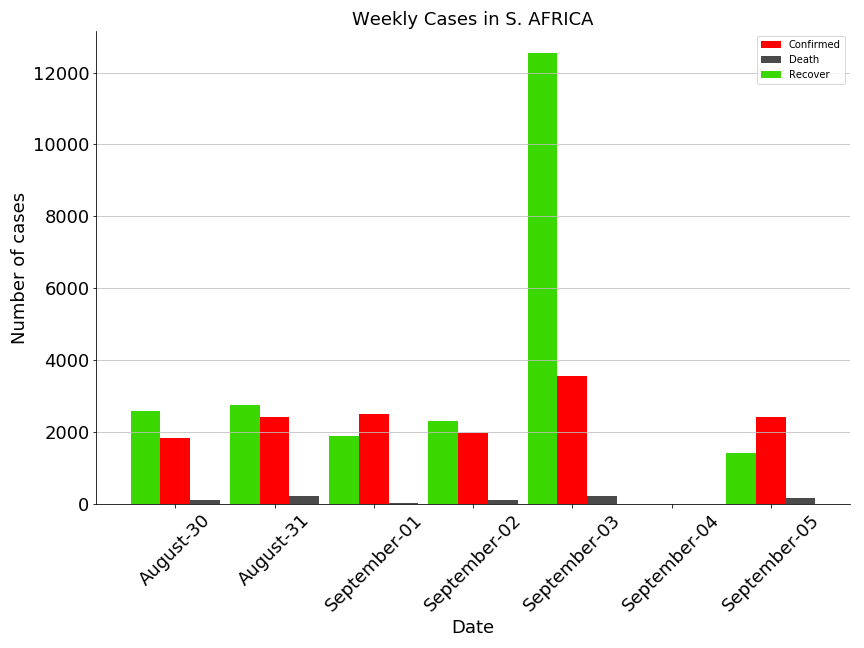 Weekly Cases in S. AFRICA
Confirmed
Death
Recover
Number of cases
12000
10000
8000
6000
4000
2000
0
August-30
August-31
September-01
September-02
September-03
September-04
September-05
Date